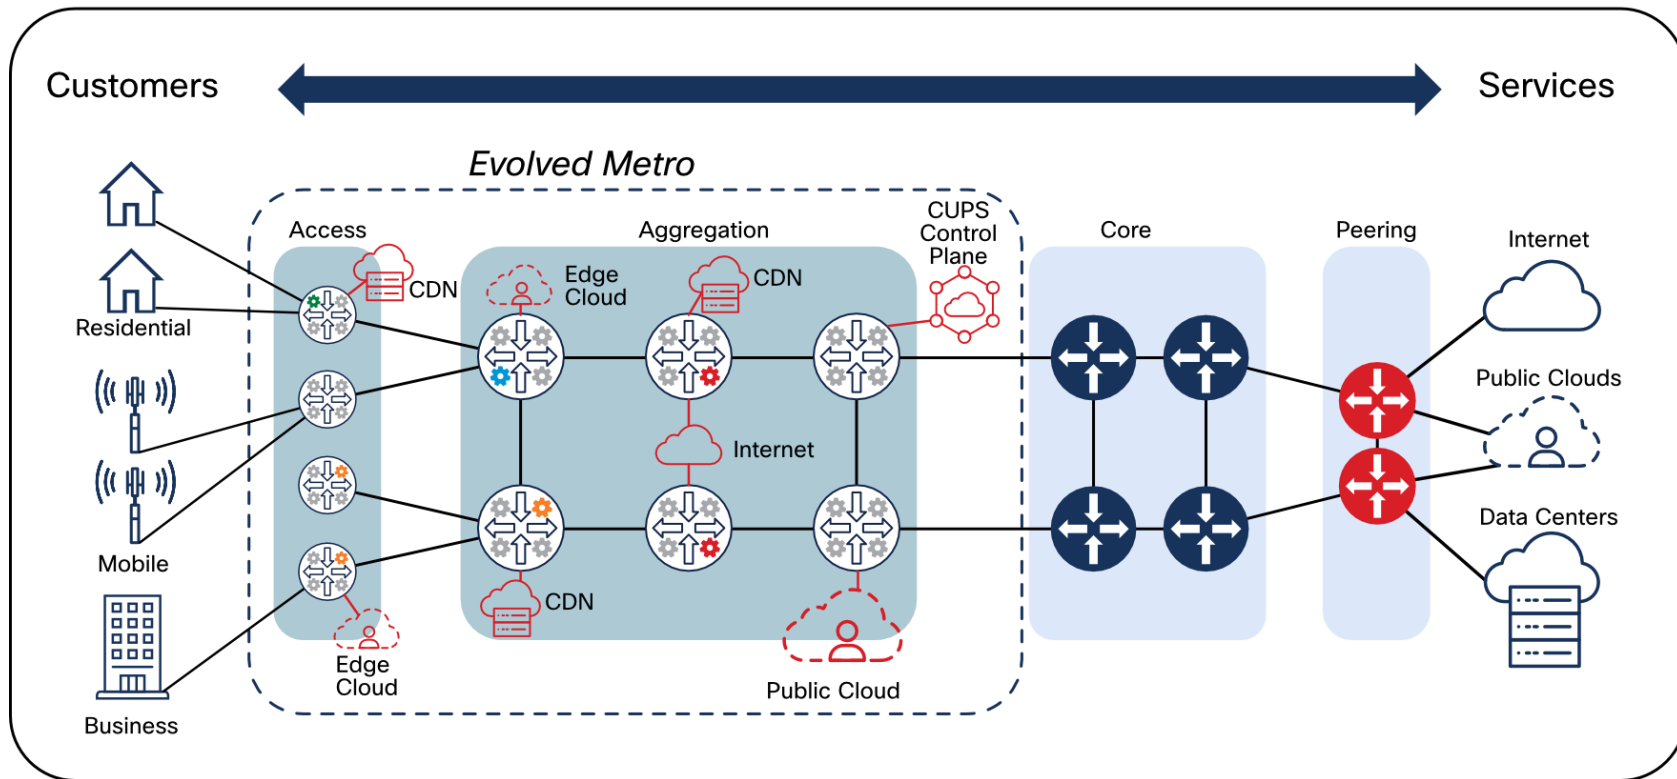 Customers
Services
Evolved Metro
Access
Aggregation
CUPS
Control
Plane
Core
Peering
Internet
CDN
Edge
Cloud
CDN
Residential
Public Clouds
Internet
Data Centers
Mobile
CDN
Edge
Cloud
Public Cloud
Business